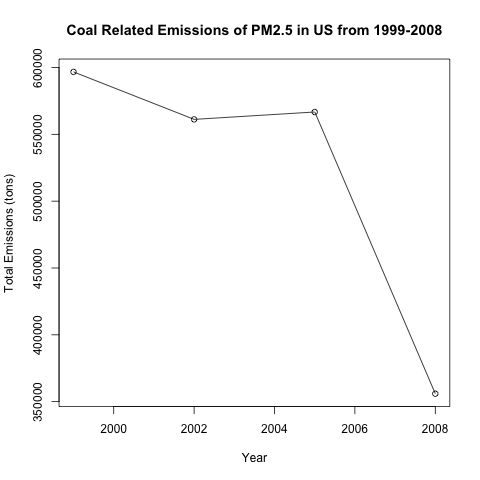 Coal Related Emissions of PM2.5 in US from 1999-2008
Total Emissions (tons)
600000
550000
500000
450000
400000
350000
2000 2002 2004 2006 2008
Year